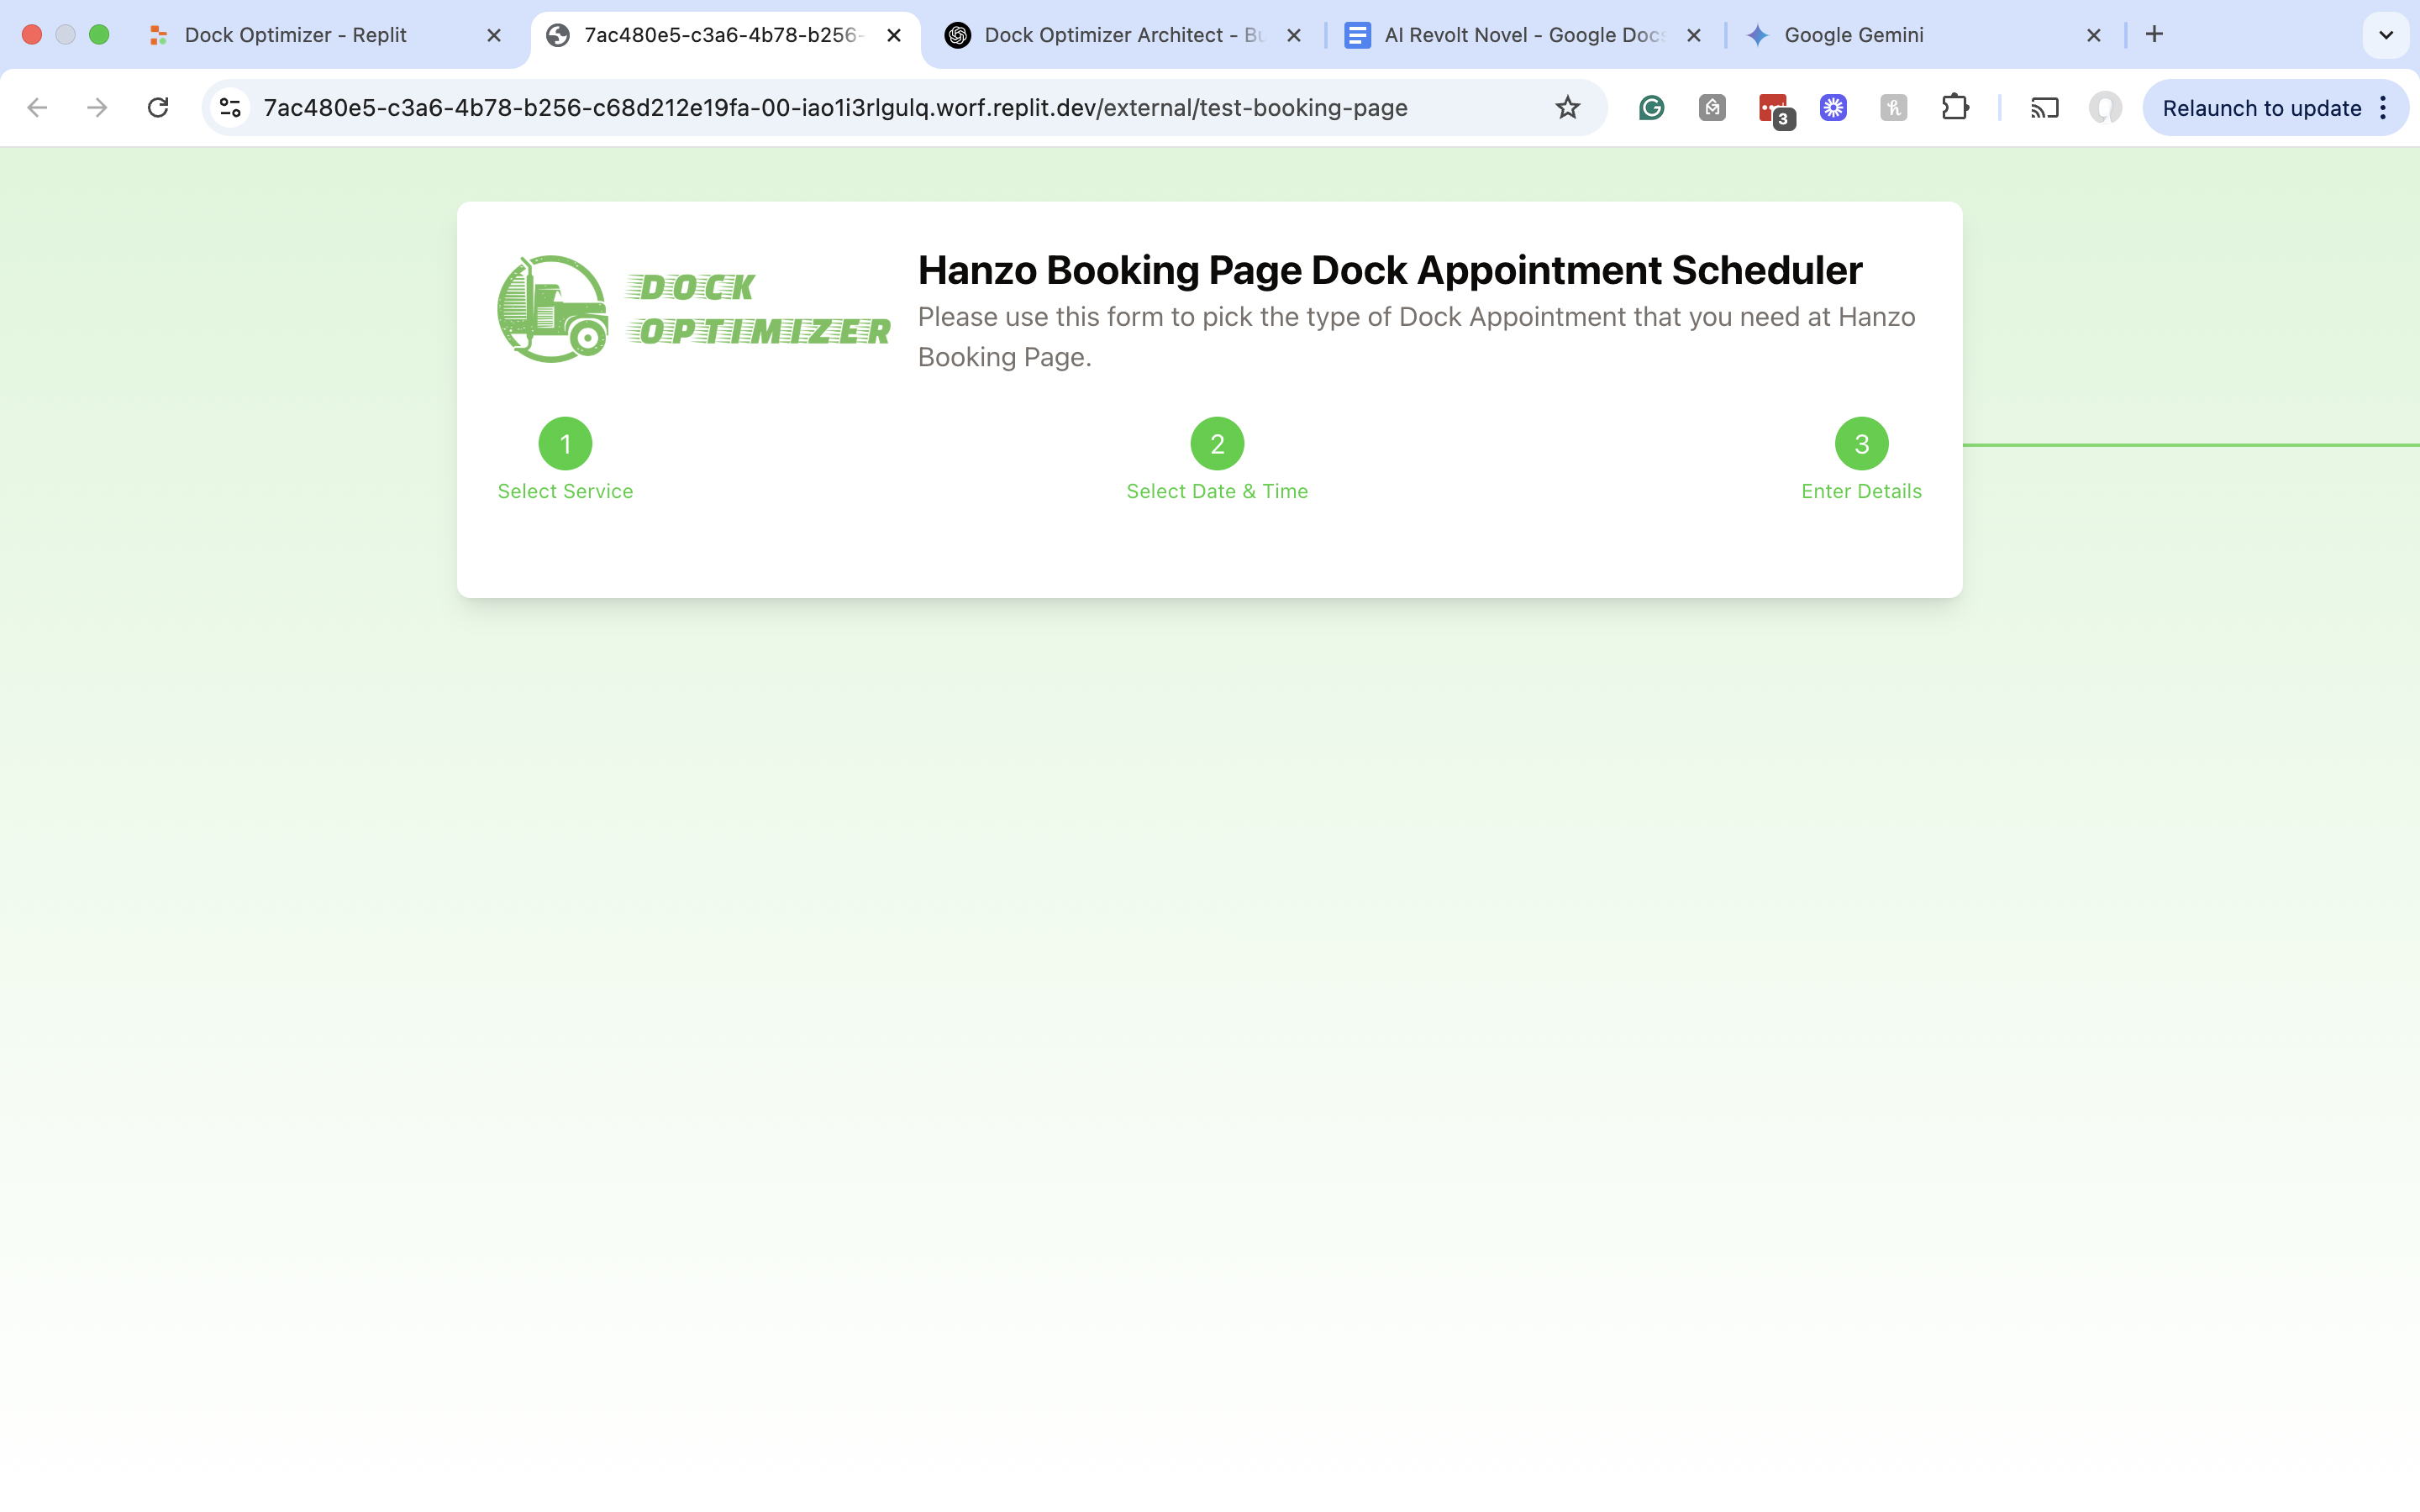 Dock Optimizer - Replit
7ac480e5-c3a6-4b78-b256-
Dock Optimizer Architect - Bu
AI Revolt Novel - Google Docs
Google Gemini
7ac480e5-c3a6-4b78-b256-c68d212e19fa-00-iao1i3rlgulq.worf.replit.dev/external/test-booking-page
3
Relaunch to update
DOCK
OPTIMIZER
Hanzo Booking Page Dock Appointment Scheduler
Please use this form to pick the type of Dock Appointment that you need at Hanzo
Booking Page.
1
2
3
Select Service
Select Date & Time
Enter Details